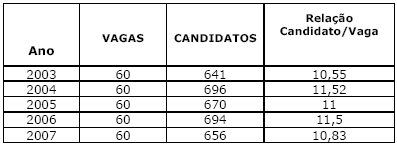 Ano VAGAS CANDIDATOS Relação Candidato/Vaga
2003 60 641 10,55
2004 60 696 11,52
2005 60 670 11
2006 60 694 11,5
2007 60 656 10,83